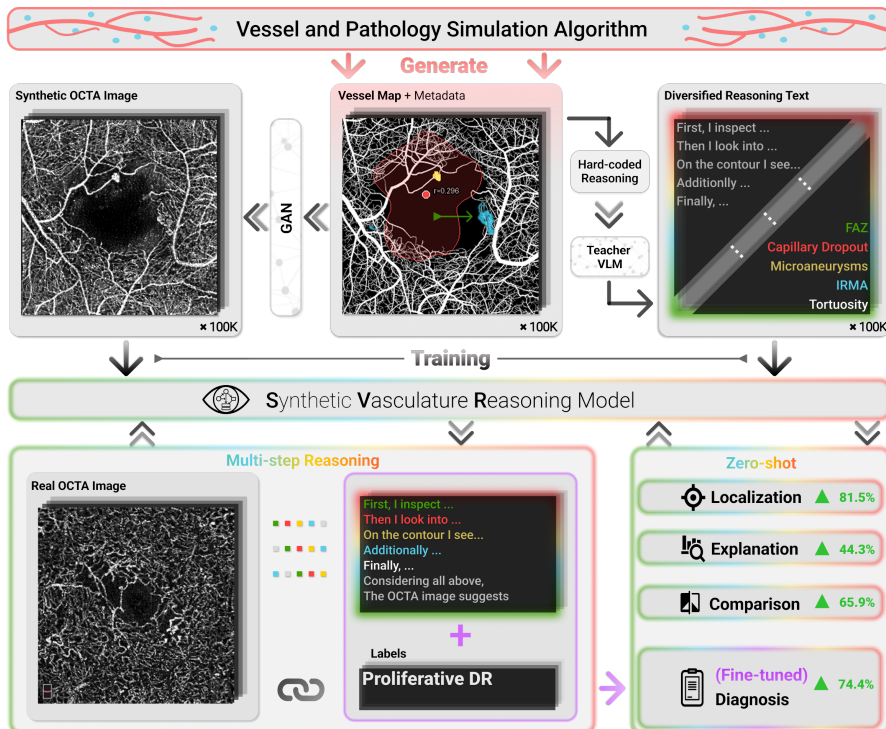 Vessel and Pathology Simulation Algorithm
Generate
Synthetic OCTA Image
Vessel Map + Metadata
Diversified Reasoning Text
r=0.296
GAN
Hard-coded
Reasoning
Teacher
VLM
First, I inspect ...
Then I look into ...
On the contour I see...
Additionlly ...
Finally, ...
FAZ
Capillary Dropout
Microaneurysms
IRMA
Tortuosity
× 100K
× 100K
× 100K
Training
Synthetic Vasculature Reasoning Model
Multi-step Reasoning
Real OCTA Image
First, I inspect ...
Then I look into ...
On the contour I see...
Additionally ...
Finally, ...
Considering all above,
The OCTA image suggests
+
Labels
Proliferative DR
Zero-shot
Localization ▲ 81.5%
Explanation ▲ 44.3%
Comparison ▲ 65.9%
(Fine-tuned)
Diagnosis ▲ 74.4%